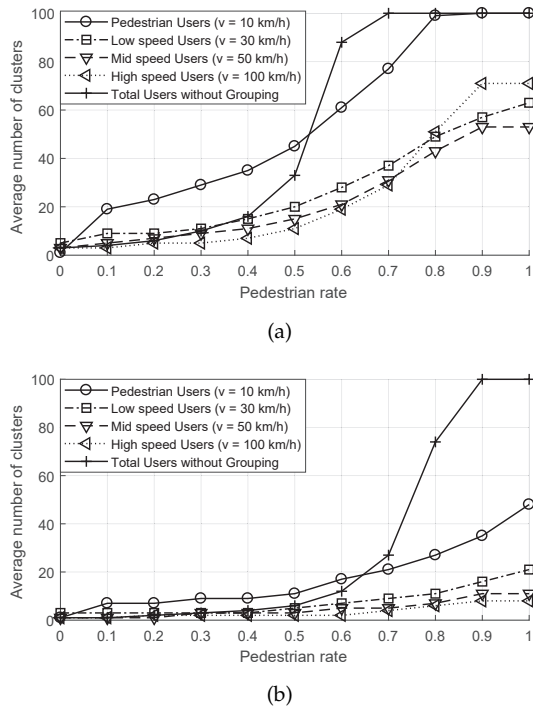 100
80
60
40
20
0
Average number of clusters
Pedestrian Users (v = 10 km/h)
Low speed Users (v = 30 km/h)
Mid speed Users (v = 50 km/h)
High speed Users (v = 100 km/h)
Total Users without Grouping
0 0.1 0.2 0.3 0.4 0.5 0.6 0.7 0.8 0.9 1
Pedestrian rate
(a)
100
80
60
40
20
0
Average number of clusters
Pedestrian Users (v = 10 km/h)
Low speed Users (v = 30 km/h)
Mid speed Users (v = 50 km/h)
High speed Users (v = 100 km/h)
Total Users without Grouping
0 0.1 0.2 0.3 0.4 0.5 0.6 0.7 0.8 0.9 1
Pedestrian rate
(b)